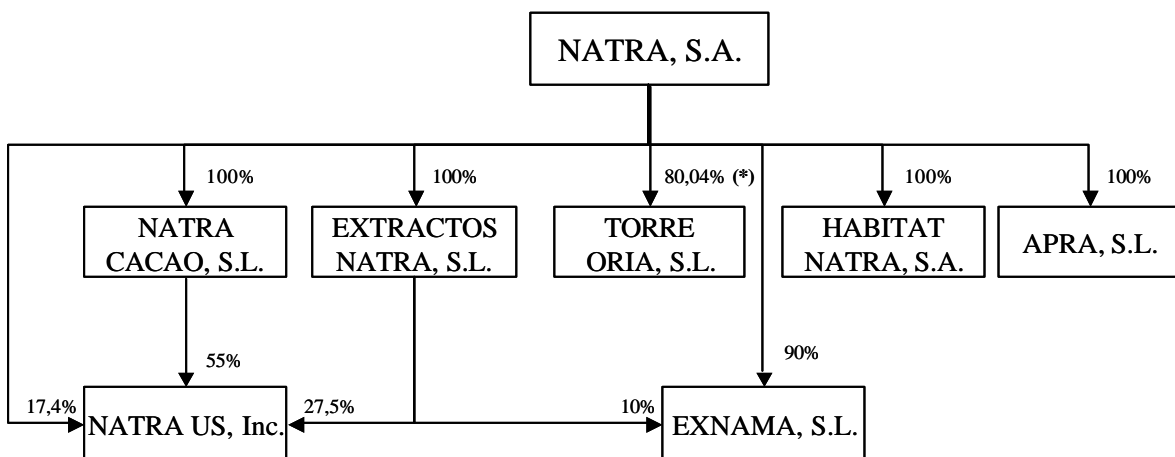 NATRA, S.A.
100%
100%
80,04% (*)
100%
100%
NATRA
CACAO, S.L.
EXTRACTOS
NATRA, S.L.
TORRE
ORIA, S.L.
HABITAT
NATRA, S.A.
APRA, S.L.
55%
90%
17,4%
NATRA US, Inc.
27,5%
10%
EXNAMA, S.L.